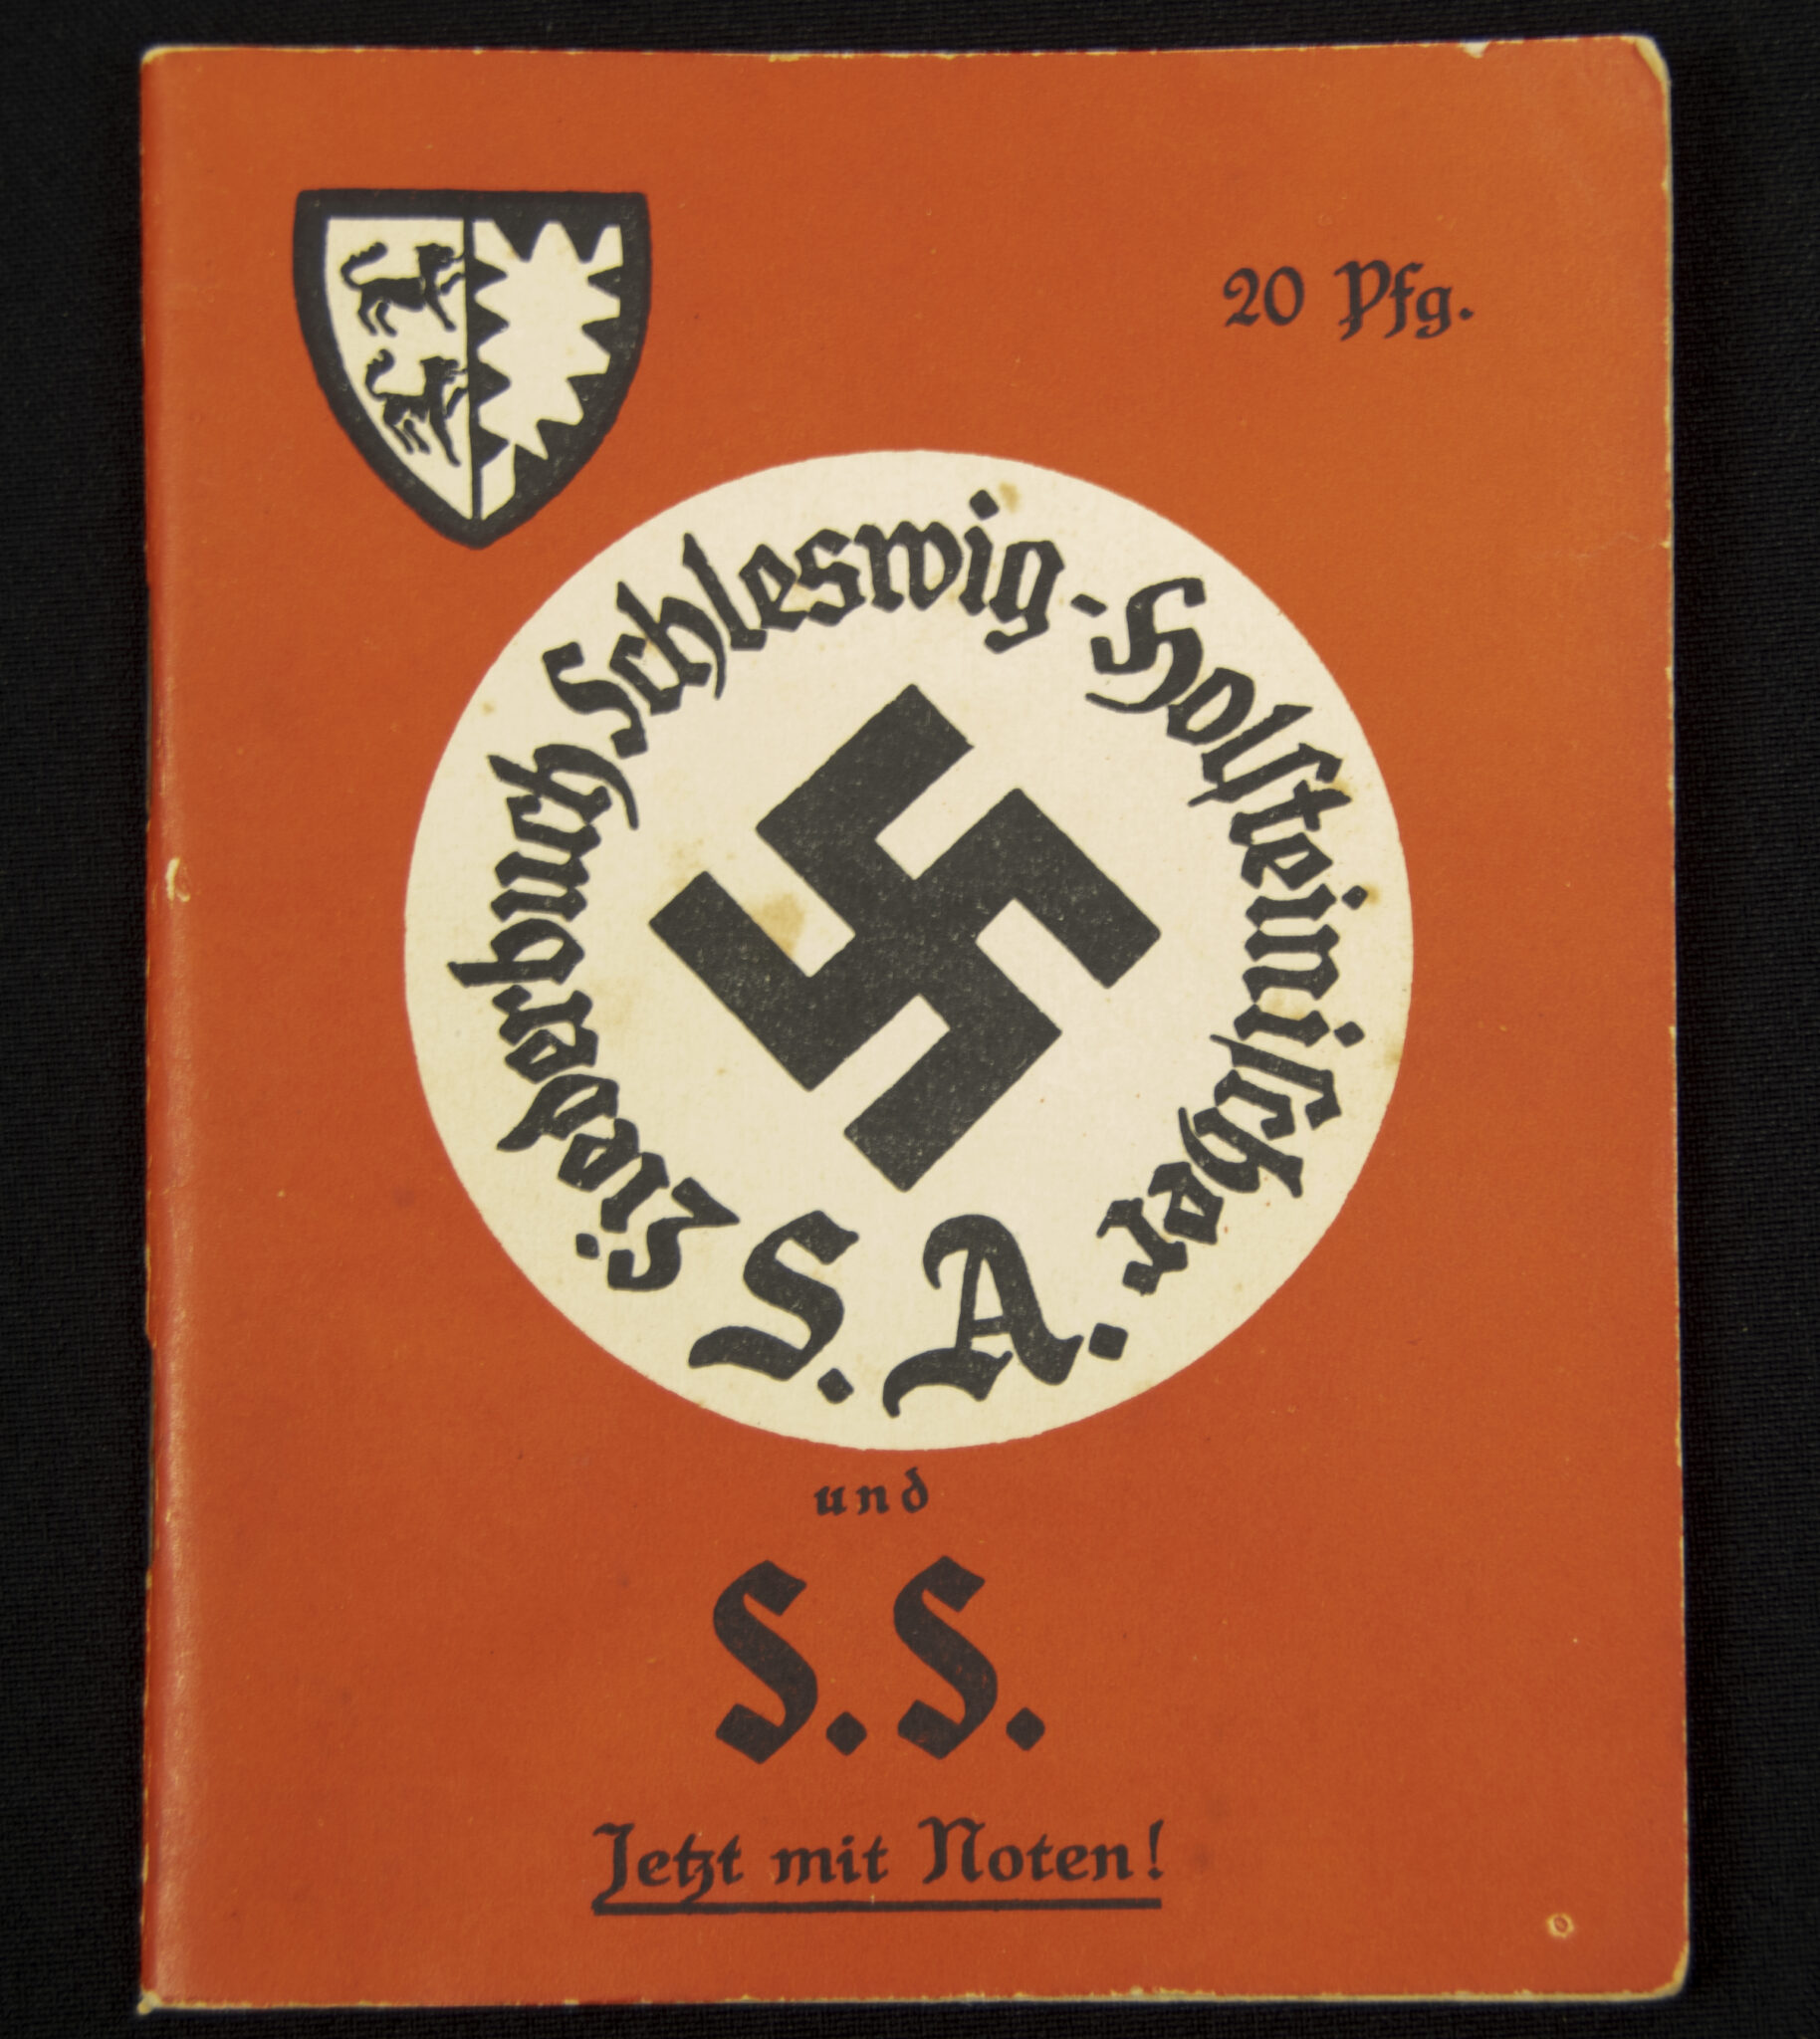 20 Pfg.
Liederbuch Schleswig-Holsteinischer
S.A.
und
S.S.
Jetzt mit Noten!